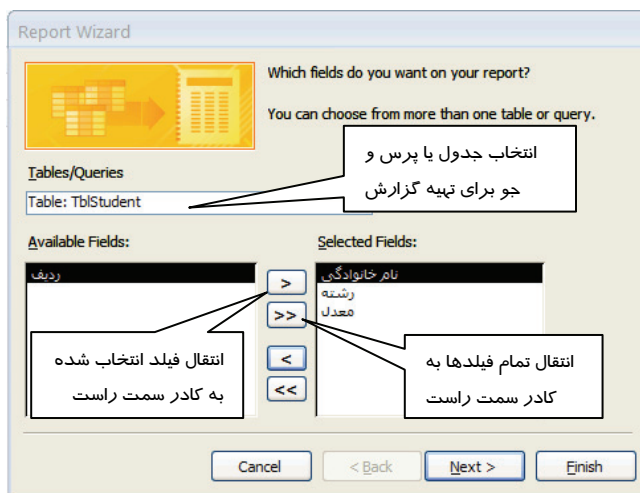 Report Wizard
Which fields do you want on your report?
You can choose from more than one table or query.
انتخاب جدول یا پرس و
جو برای تهیه گزارش
Tables/Queries
Table: TblStudent
Available Fields:
Selected Fields:
ردیف
نام خانوادگی
رشته
معدل
>
>>
<
<<
انتقال فیلد انتخاب شده
به کادر سمت راست
انتقال تمام فیلدها به
کادر سمت راست
Cancel
< Back
Next >
Finish